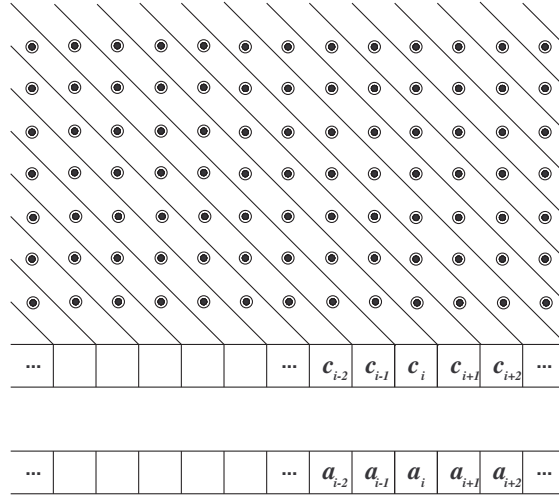 ... ... c_{i-2} c_{i-1} c_i c_{i+1} c_{i+2} ...
... ... a_{i-2} a_{i-1} a_i a_{i+1} a_{i+2} ...